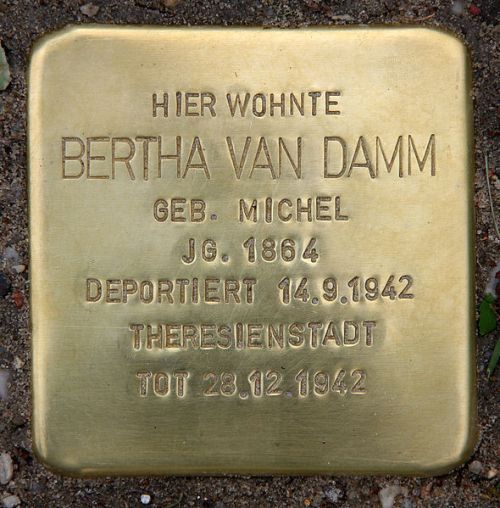 HIER WOHNTE
BERTHA VAN DAMM
GEB. MICHEL
JG. 1864
DEPORTIERT 14.9.1942
THERESIENSTADT
TOT 28.12.1942